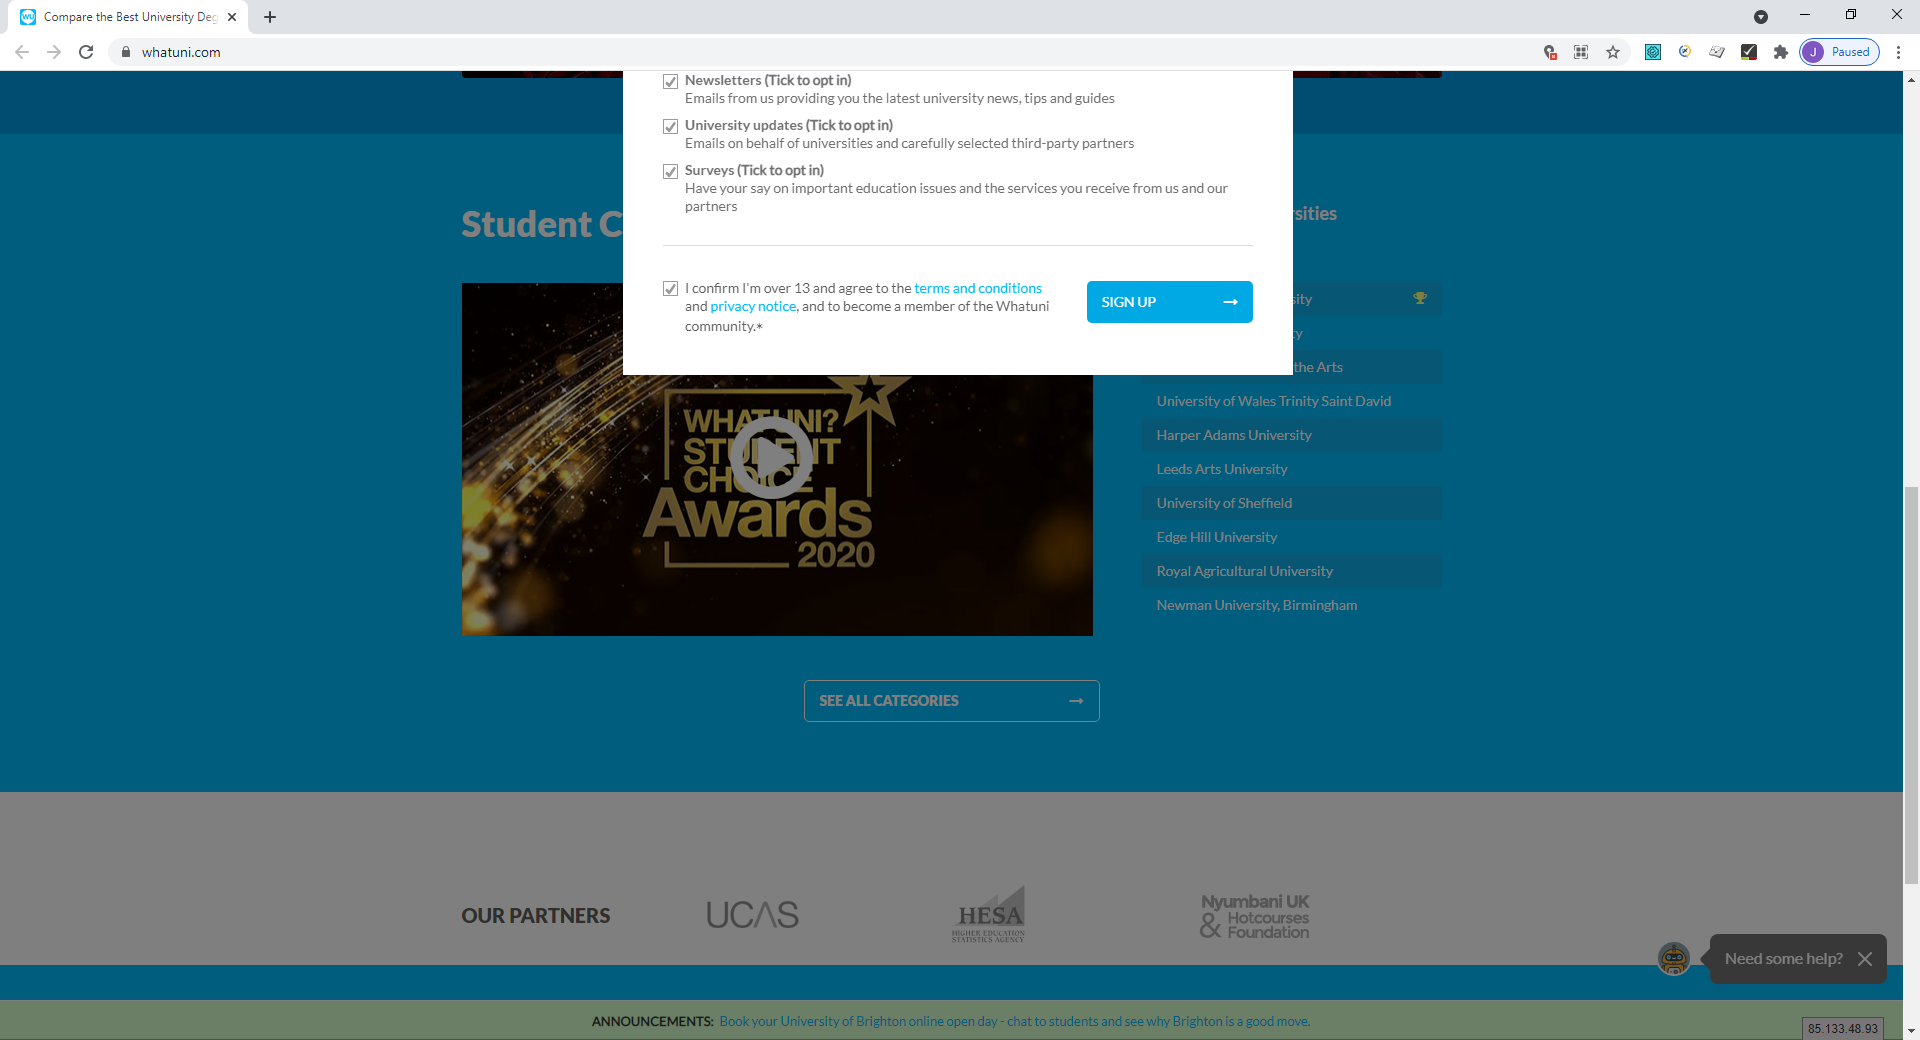 Compare the Best University Deg
whatuni.com
J Paused
Newsletters (Tick to opt in)
Emails from us providing you the latest university news, tips and guides
University updates (Tick to opt in)
Emails on behalf of universities and carefully selected third-party partners
Surveys (Tick to opt in)
Have your say on important education issues and the services you receive from us and our
partners
I confirm I'm over 13 and agree to the terms and conditions
and privacy notice, and to become a member of the Whatuni
community.*
SIGN UP
Student C
WHATUNI?
STUDENT
CHOICE
Awards
2020
rsities
sity
ty
the Arts
University of Wales Trinity Saint David
Harper Adams University
Leeds Arts University
University of Sheffield
Edge Hill University
Royal Agricultural University
Newman University, Birmingham
SEE ALL CATEGORIES
OUR PARTNERS
UCAS
HESA
HIGHER EDUCATION
STATISTICS AGENCY
Nyumbani UK
& Hotcourses
Foundation
Need some help?
ANNOUNCEMENTS: Book your University of Brighton online open day - chat to students and see why Brighton is a good move.
85.133.48.93